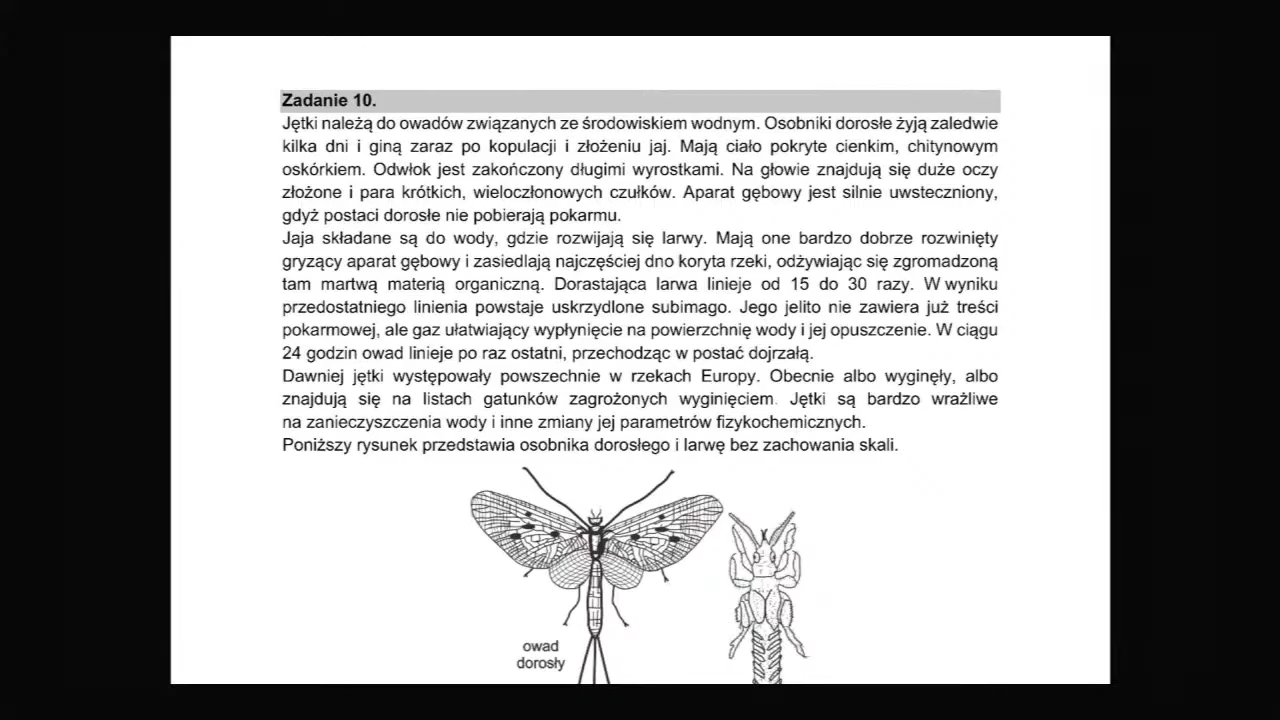 Zadanie 10.
Jętki należą do owadów związanych ze środowiskiem wodnym. Osobniki dorosłe żyją zaledwie
kilka dni i giną zaraz po kopulacji i złożeniu jaj. Mają ciało pokryte cienkim, chitynowym
oskórkiem. Odwłok jest zakończony długimi wyrostkami. Na głowie znajdują się duże oczy
złożone i para krótkich, wieloczłonowych czułków. Aparat gębowy jest silnie uwsteczniony,
gdyż postaci dorosłe nie pobierają pokarmu.
Jaja składane są do wody, gdzie rozwijają się larwy. Mają one bardzo dobrze rozwinięty
gryzący aparat gębowy i zasiedlają najczęściej dno koryta rzeki, odżywiając się zgromadzoną
tam martwą materią organiczną. Dorastająca larwa linieje od 15 do 30 razy. W wyniku
przedostatniego linienia powstaje uskrzydlone subimago. Jego jelito nie zawiera już treści
pokarmowej, ale gaz ułatwiający wypłynięcie na powierzchnię wody i jej opuszczenie. W ciągu
24 godzin owad linieje po raz ostatni, przechodząc w postać dojrzałą.
Dawniej jętki występowały powszechnie w rzekach Europy. Obecnie albo wyginęły, albo
znajdują się na listach gatunków zagrożonych wyginięciem. Jętki są bardzo wrażliwe
na zanieczyszczenia wody i inne zmiany jej parametrów fizykochemicznych.
Poniższy rysunek przedstawia osobnika dorosłego i larwę bez zachowania skali.
owad
dorosły